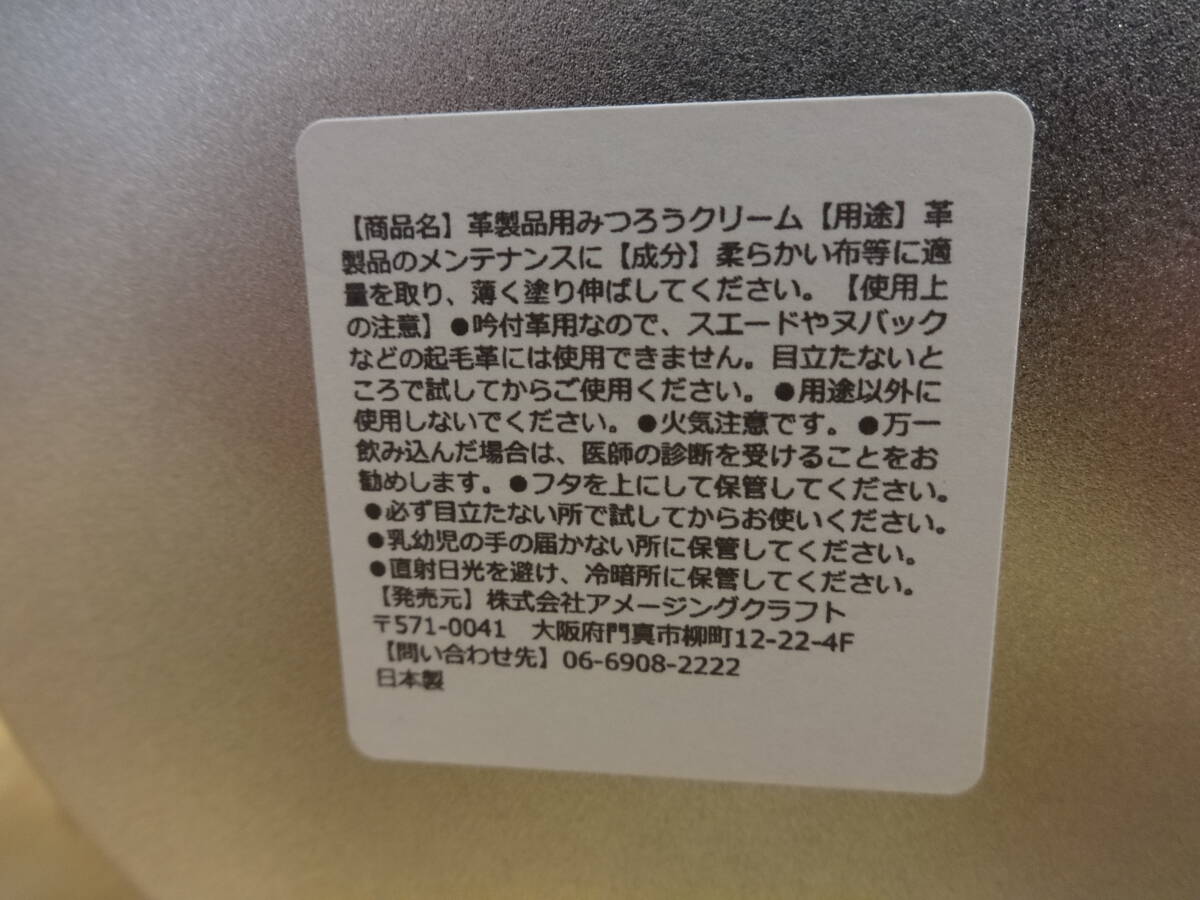 【商品名】革製品用みつろうクリーム【用途】革
製品のメンテナンスに【成分】柔らかい布等に適
量を取り、薄く塗り伸ばしてください。【使用上
の注意】●吟付革用なので、スエードやヌバック
などの起毛革には使用できません。目立たないと
ころで試してからご使用ください。●用途以外に
使用しないでください。●火気注意です。●万一
飲み込んだ場合は、医師の診断を受けることをお
勧めします。●フタを上にして保管してください。
●必ず目立たない所で試してからお使いください。
●乳幼児の手の届かない所に保管してください。
●直射日光を避け、冷暗所に保管してください。
【発売元】株式会社アメージングクラフト
〒571-0041 大阪府門真市柳町12-22-4F
【問い合わせ先】06-6908-2222
日本製